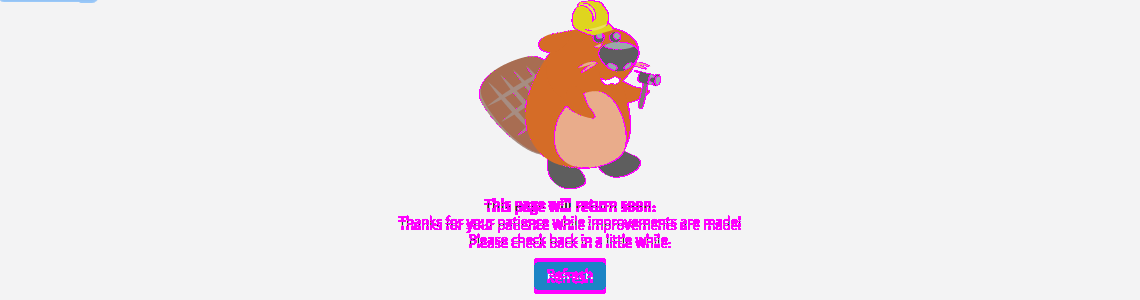 This page will return soon.
Thanks for your patience while improvements are made!
Please check back in a little while.
Refresh